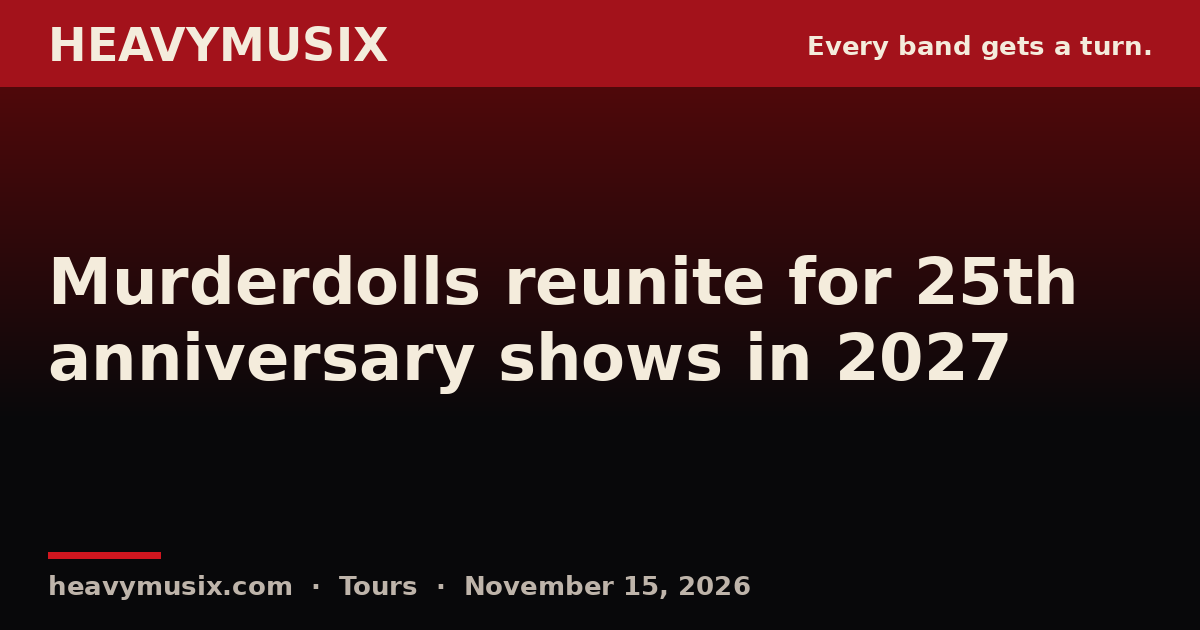 HEAVYMUSIX
Every band gets a turn.
Murderdolls reunite for 25th
anniversary shows in 2027
heavymusix.com · Tours · November 15, 2026